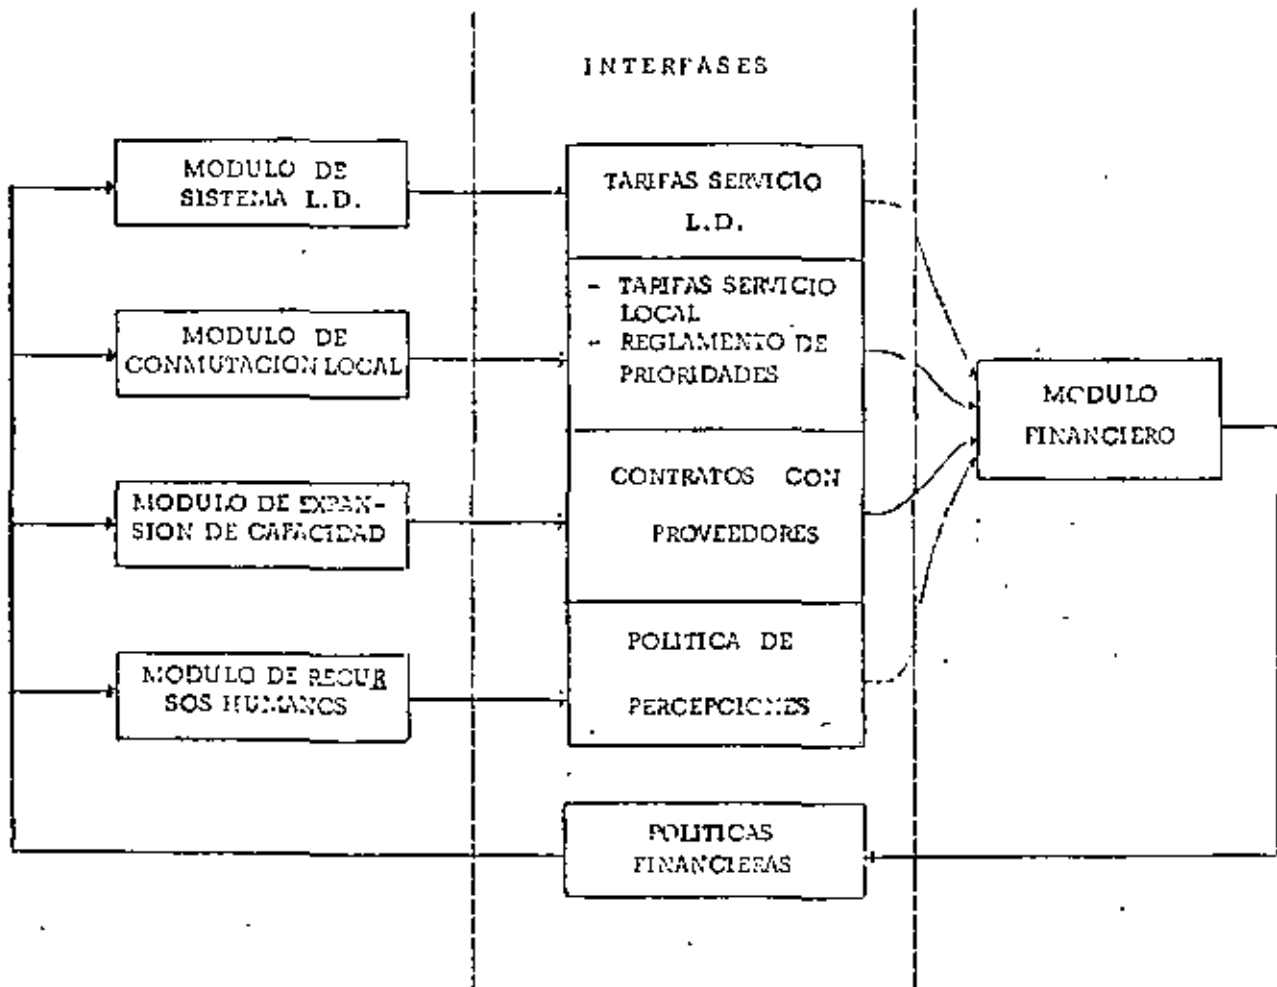 INTERFASES
MODULO DE
SISTEMA L.D.
TARIFAS SERVICIO
L.D.
- TARIFAS SERVICIO
LOCAL
- REGLAMENTO DE
PRIORIDADES
MODULO DE
CONMUTACION LOCAL
MODULO
FINANCIERO
MODULO DE EXPAN-
SION DE CAPACIDAD
CONTRATOS CON
PROVEEDORES
MODULO DE RECUR
SOS HUMANOS
POLITICA DE
PERCEPCIONES
POLITICAS
FINANCIERAS